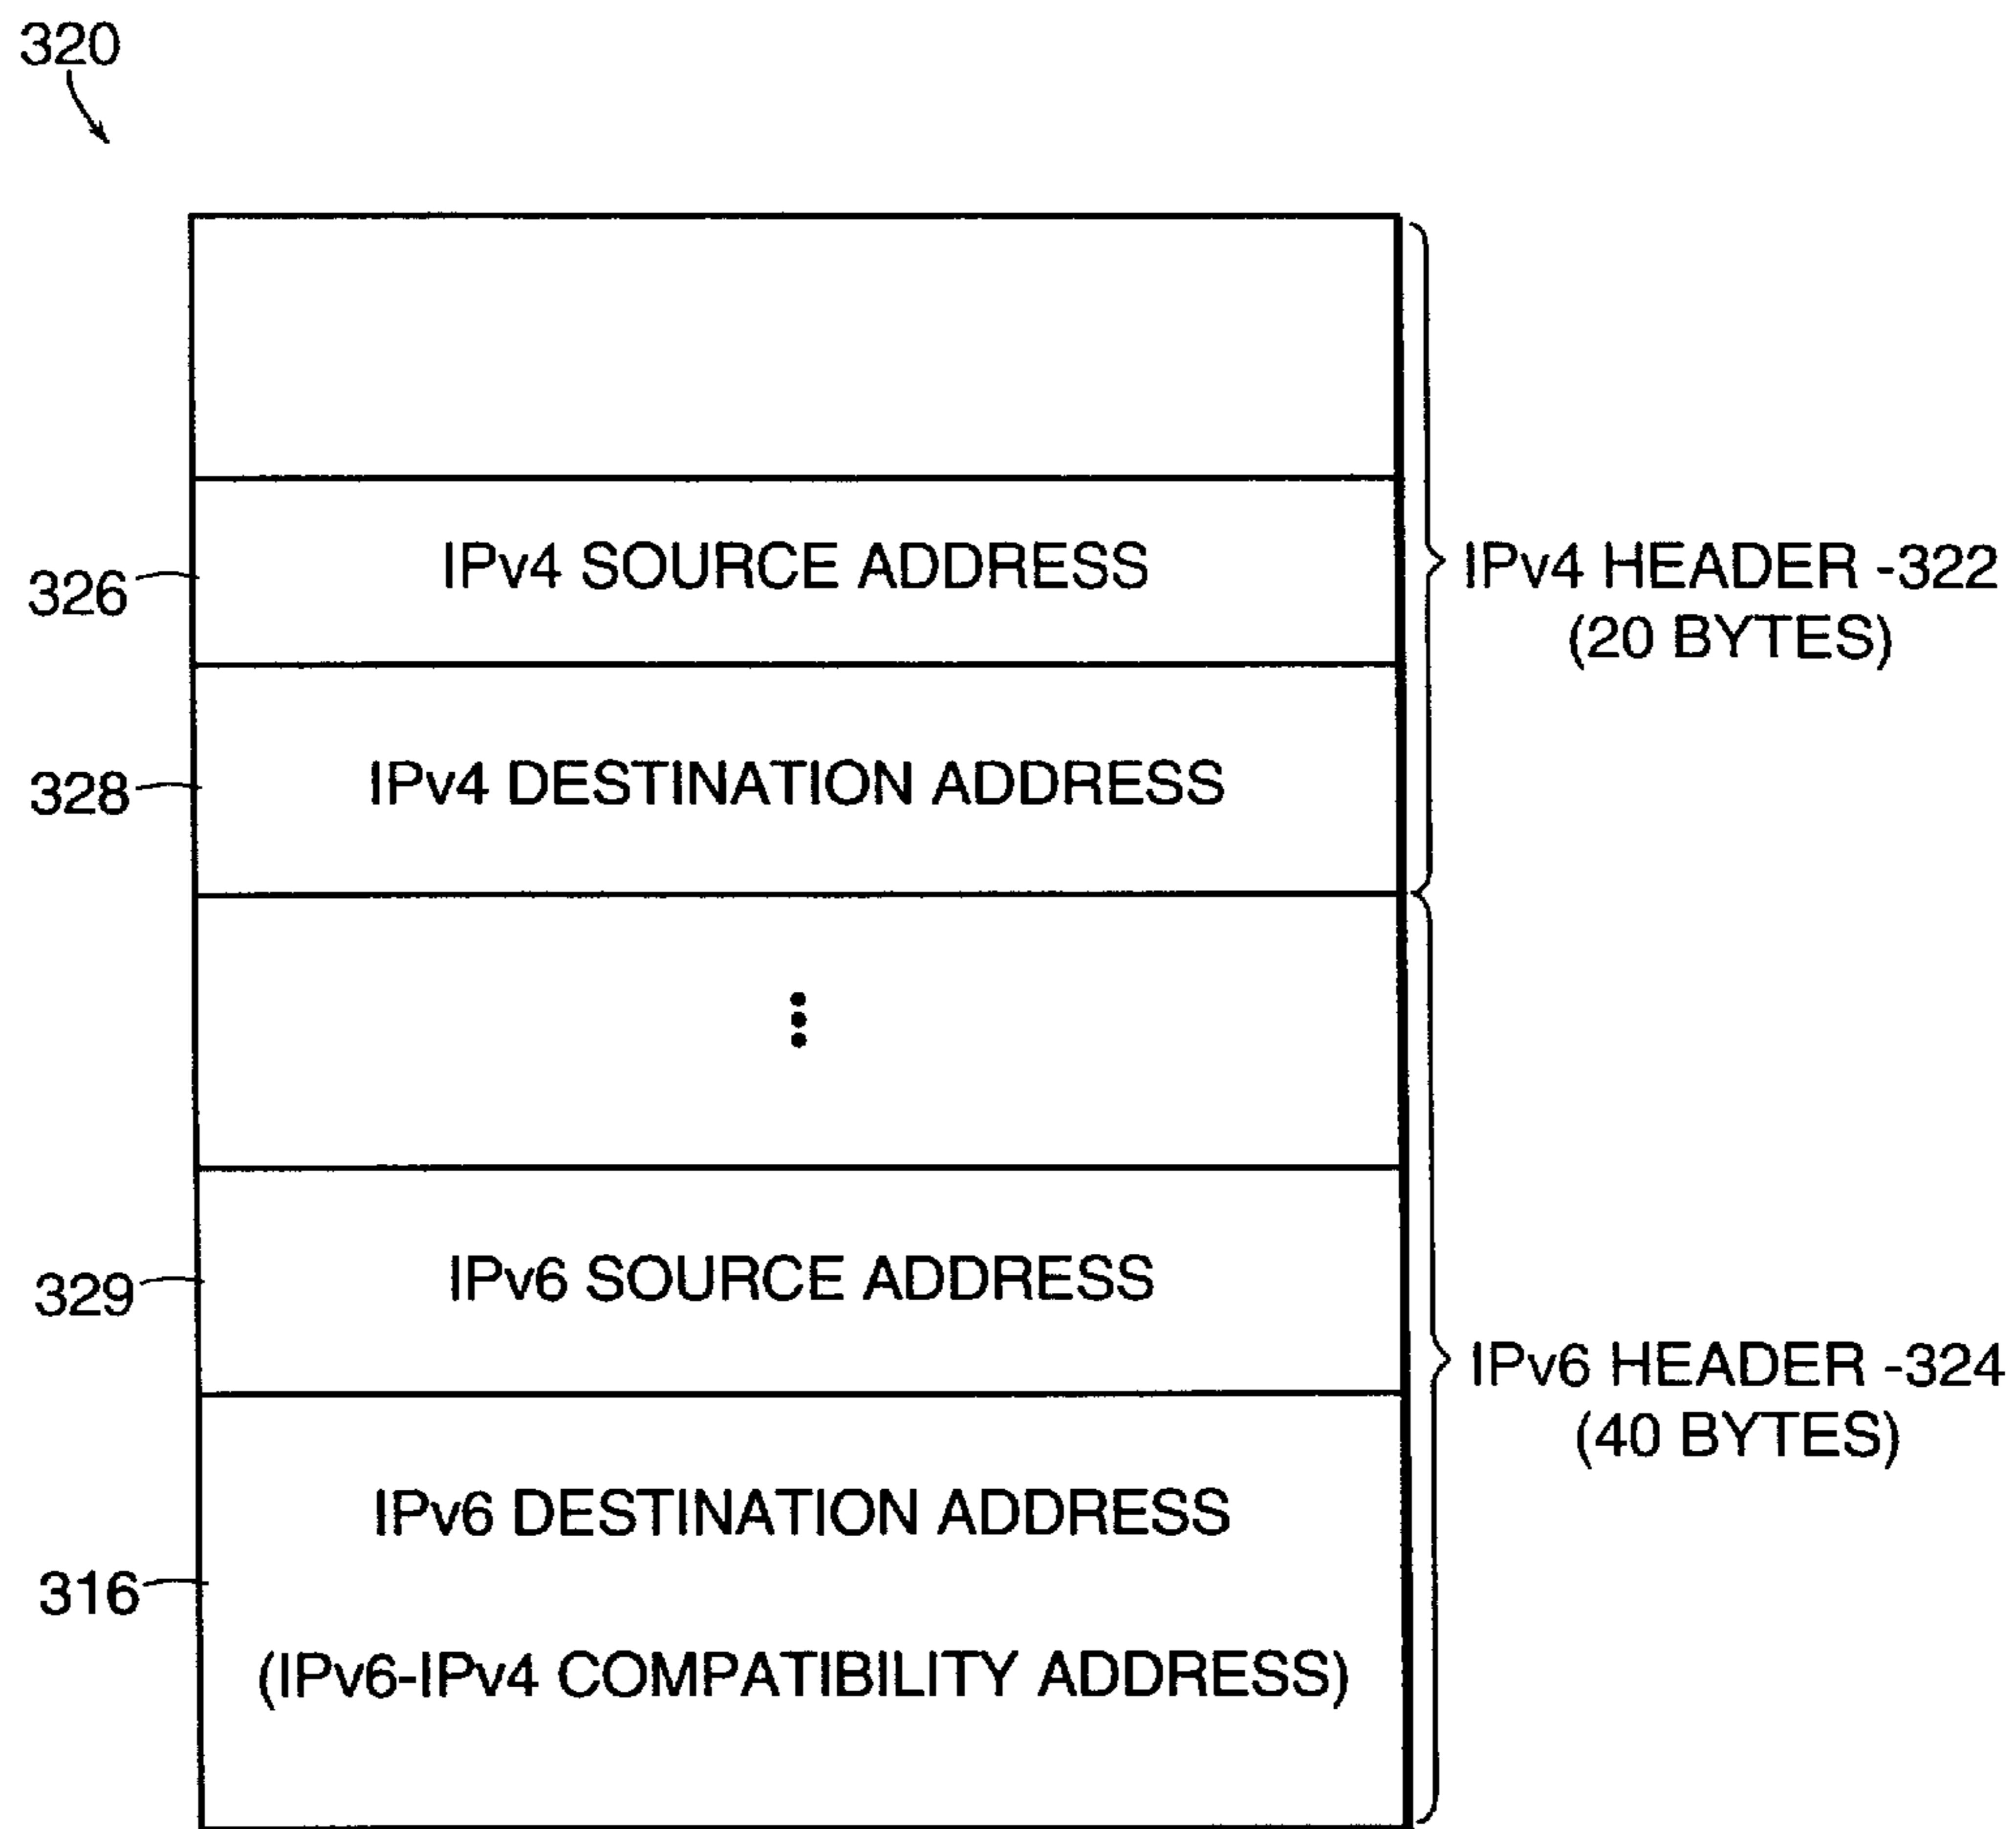 320
IPv4 SOURCE ADDRESS
326
IPv4 HEADER -322
(20 BYTES)
IPv4 DESTINATION ADDRESS
328
IPv6 SOURCE ADDRESS
329
IPv6 HEADER -324
(40 BYTES)
IPv6 DESTINATION ADDRESS
316
(IPv6-IPv4 COMPATIBILITY ADDRESS)